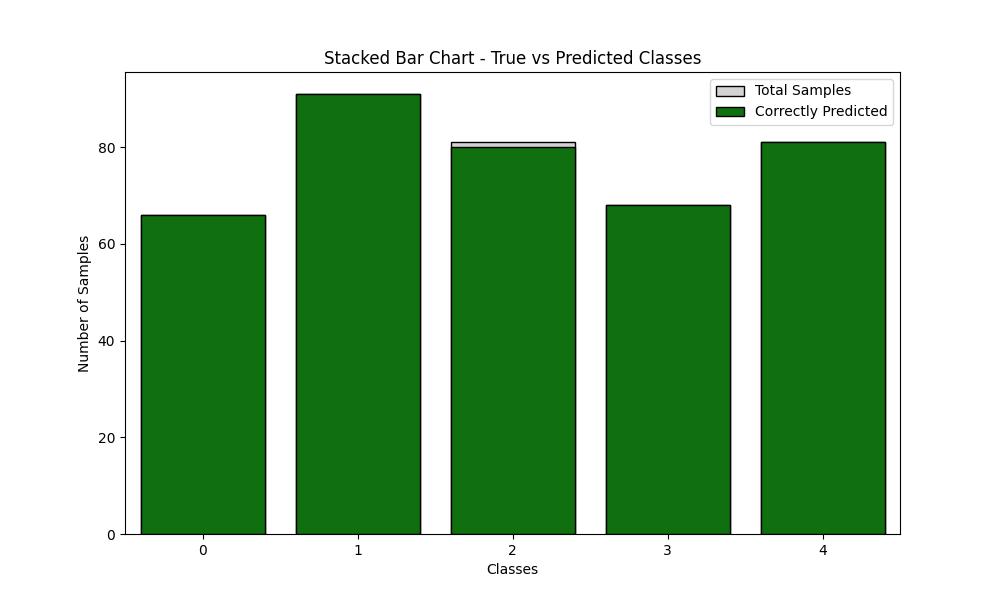 Stacked Bar Chart - True vs Predicted Classes
Total Samples
Correctly Predicted
Number of Samples
80
60
40
20
0
0 1 2 3 4
Classes